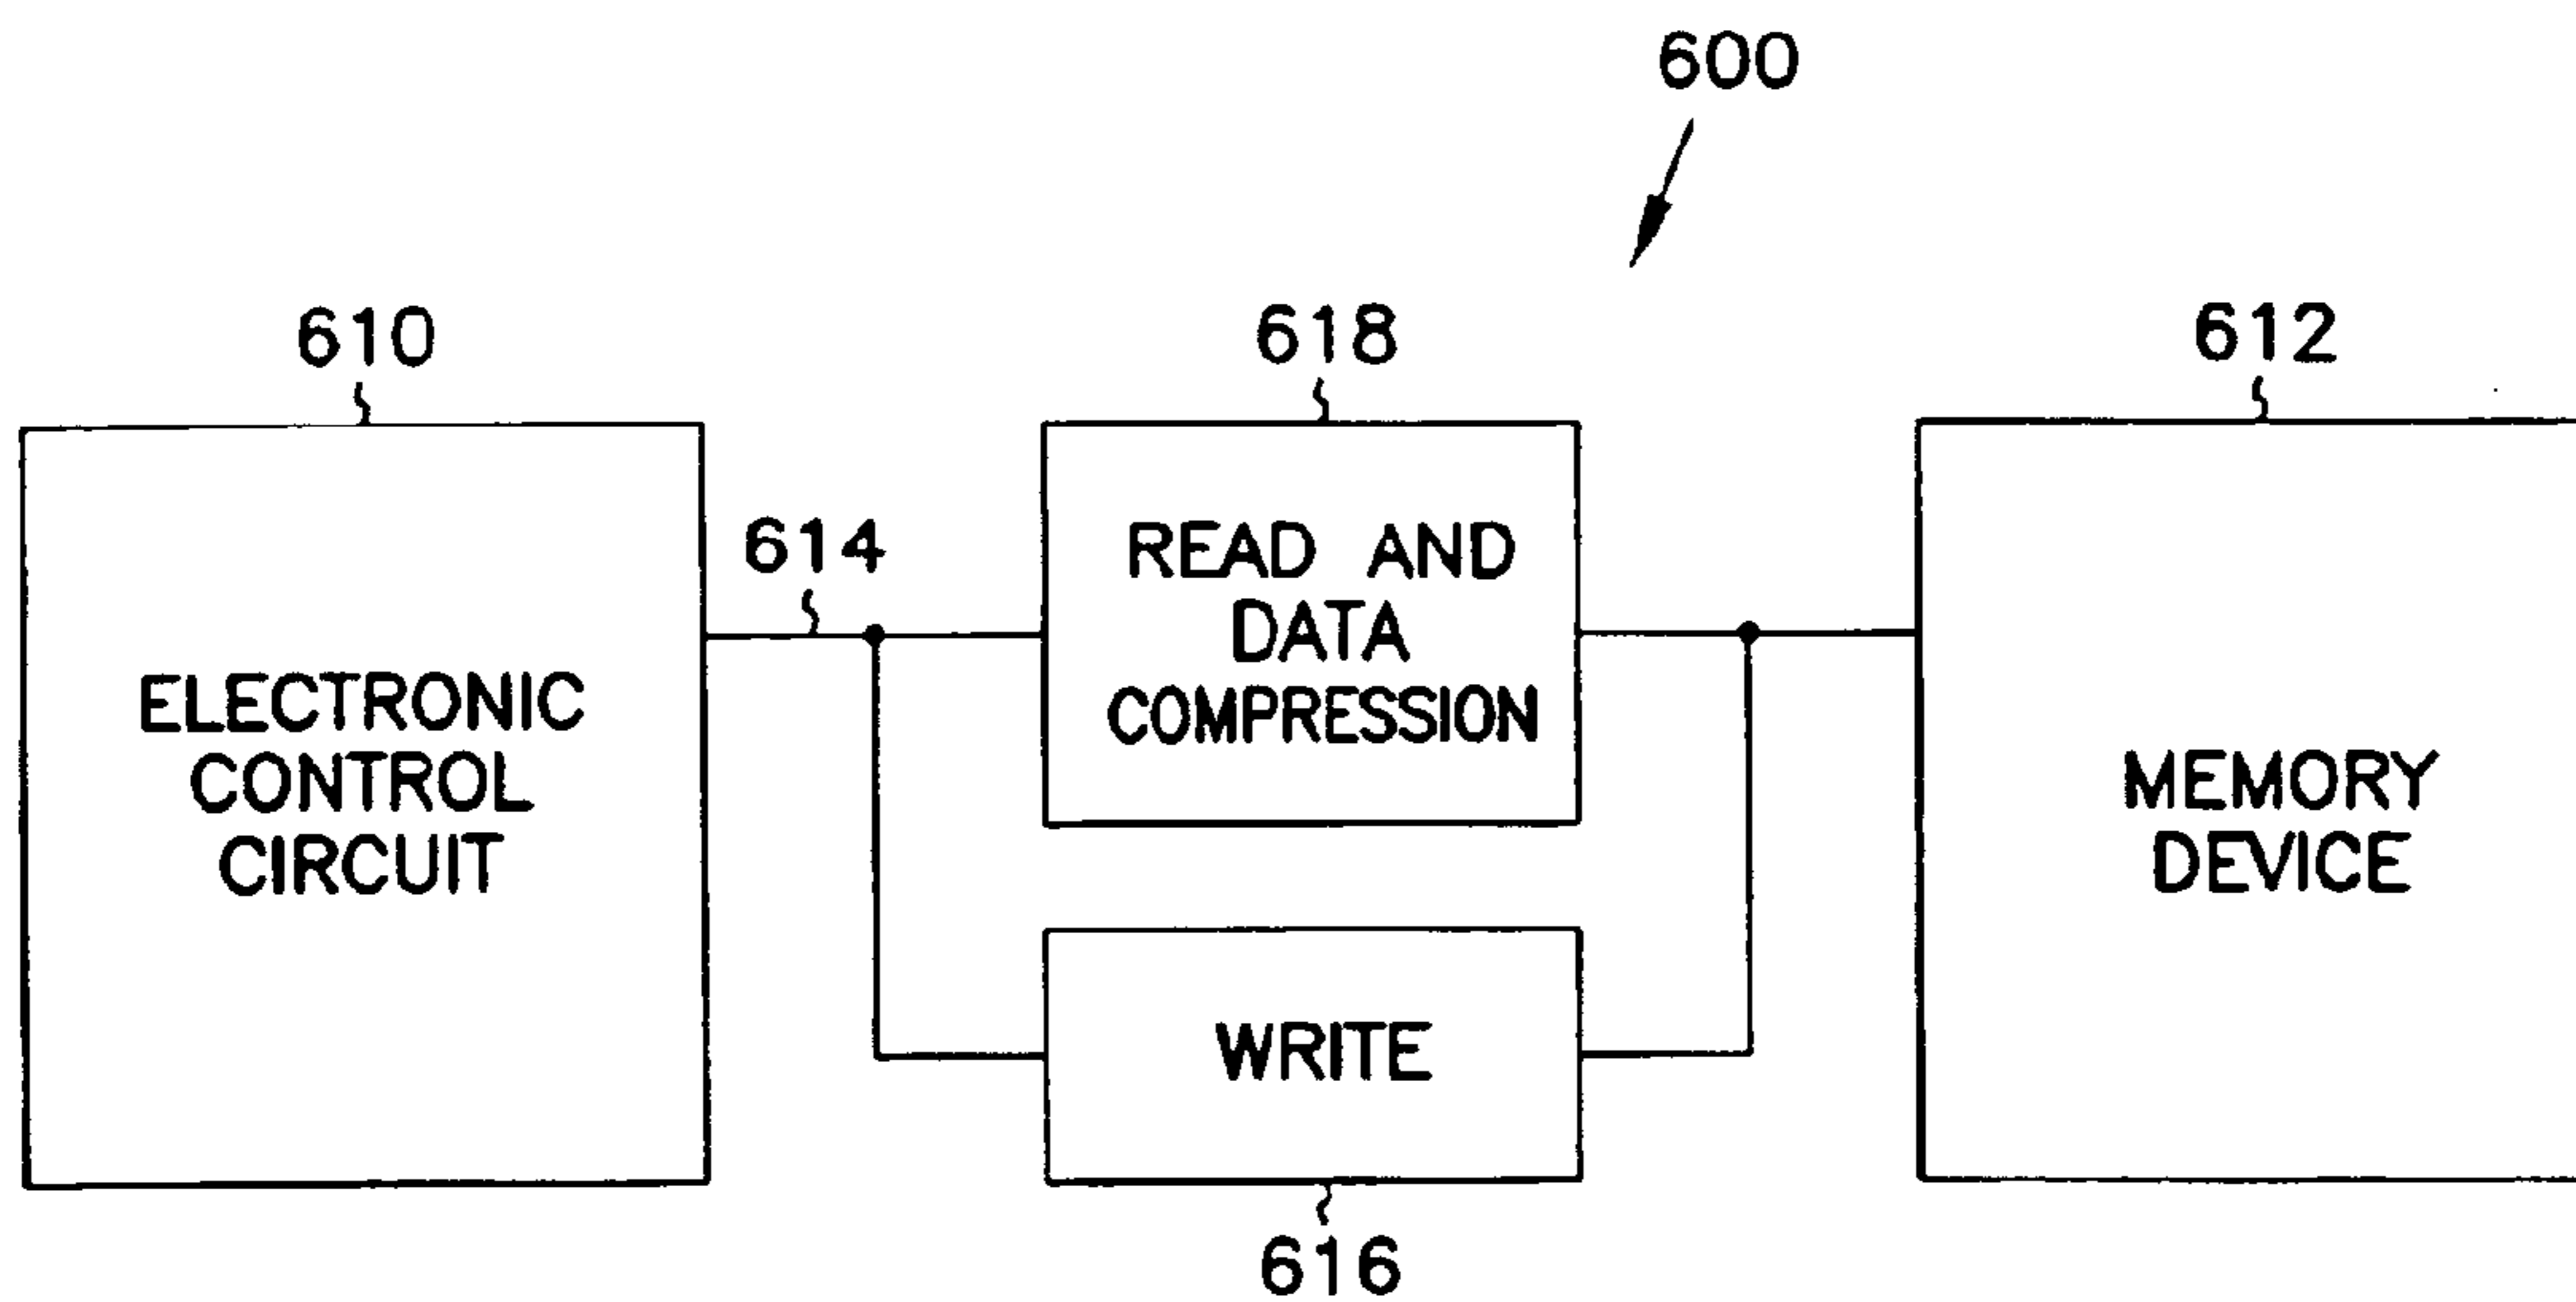 600
610
618
612
614
READ AND
DATA
COMPRESSION
ELECTRONIC
CONTROL
CIRCUIT
MEMORY
DEVICE
WRITE
616